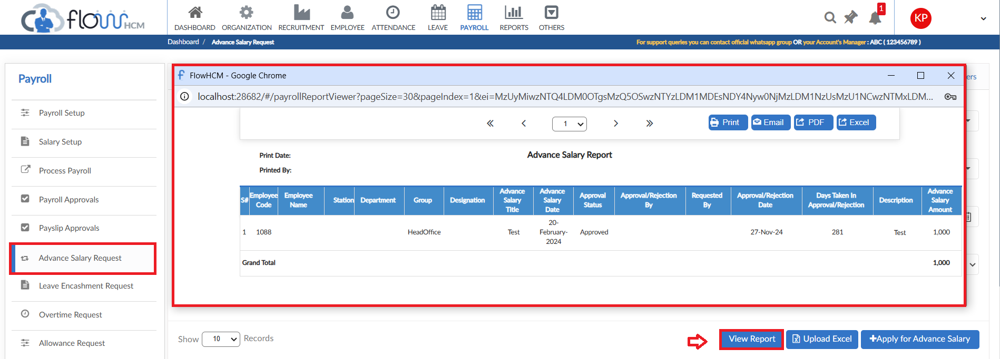 flowHCM
DASHBOARD ORGANIZATION RECRUITMENT EMPLOYEE ATTENDANCE LEAVE PAYROLL REPORTS OTHERS
1
KP
Dashboard / Advance Salary Request
For support queries you can contact official whatsapp group OR your Account's Manager : ABC ( 123456789 )
Payroll
Payroll Setup
Salary Setup
Process Payroll
Payroll Approvals
Payslip Approvals
Advance Salary Request
Leave Encashment Request
Overtime Request
Allowance Request
FlowHCM - Google Chrome
ers
localhost:28682/#/payrollReportViewer?pageSize=30&pageIndex=1&ei=MzUyMiwzNTQ4LDM0OTgsMzQ5OSwzNTYzLDM1MDEsNDY4Nyw0NjMzLDM1NzUsMzU1NCwzNTMxLDM...
1
Print Email PDF Excel
Print Date:
Advance Salary Report
Printed By:
S# Employee Code Employee Name Station Department Group Designation Advance Salary Title Advance Salary Date Approval Status Approval/Rejection By Requested By Approval/Rejection Date Days Taken In Approval/Rejection Description Advance Salary Amount
1 1088 HeadOffice Test 20-February-2024 Approved 27-Nov-24 281 Test 1,000
Grand Total 1,000
Show 10 Records
View Report Upload Excel +Apply for Advance Salary